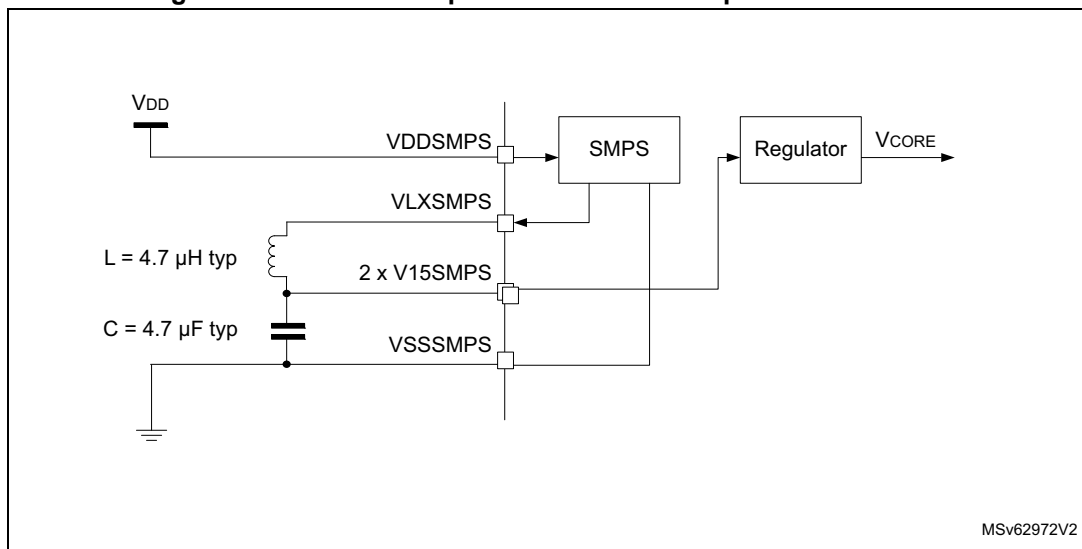 VDD
VDDSMPS
SMPS
Regulator
VCORE
VLXSMPS
L = 4.7 µH typ
2 x V15SMPS
C = 4.7 µF typ
VSSSMPS
MSv62972V2